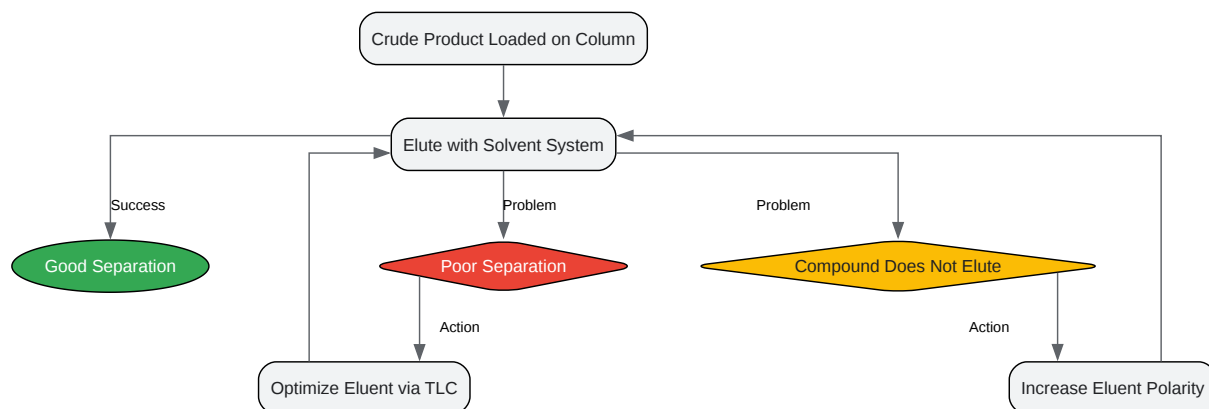 Crude Product Loaded on Column
Elute with Solvent System
Success
Problem
Problem
Good Separation
Poor Separation
Compound Does Not Elute
Action
Action
Optimize Eluent via TLC
Increase Eluent Polarity